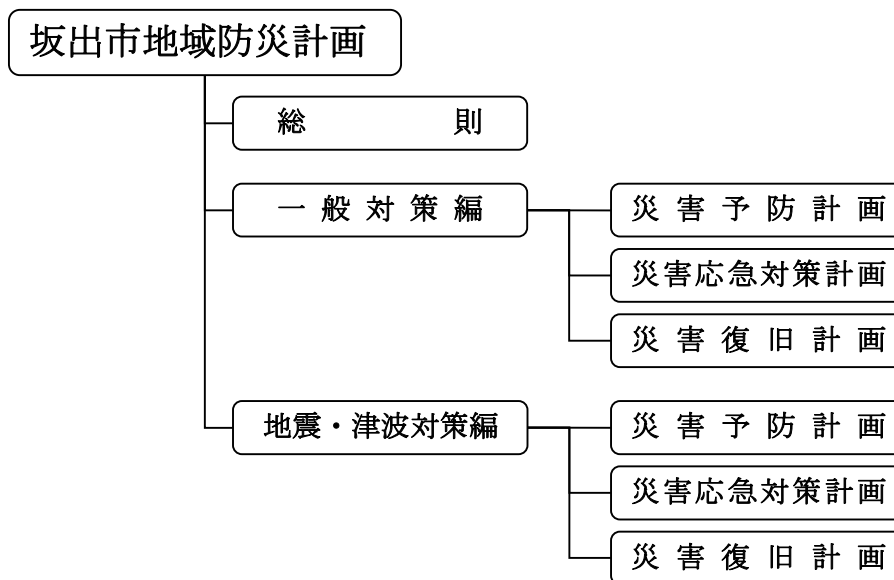 坂出市地域防災計画
総則
一般対策編
災害予防計画
災害応急対策計画
災害復旧計画
地震・津波対策編
災害予防計画
災害応急対策計画
災害復旧計画